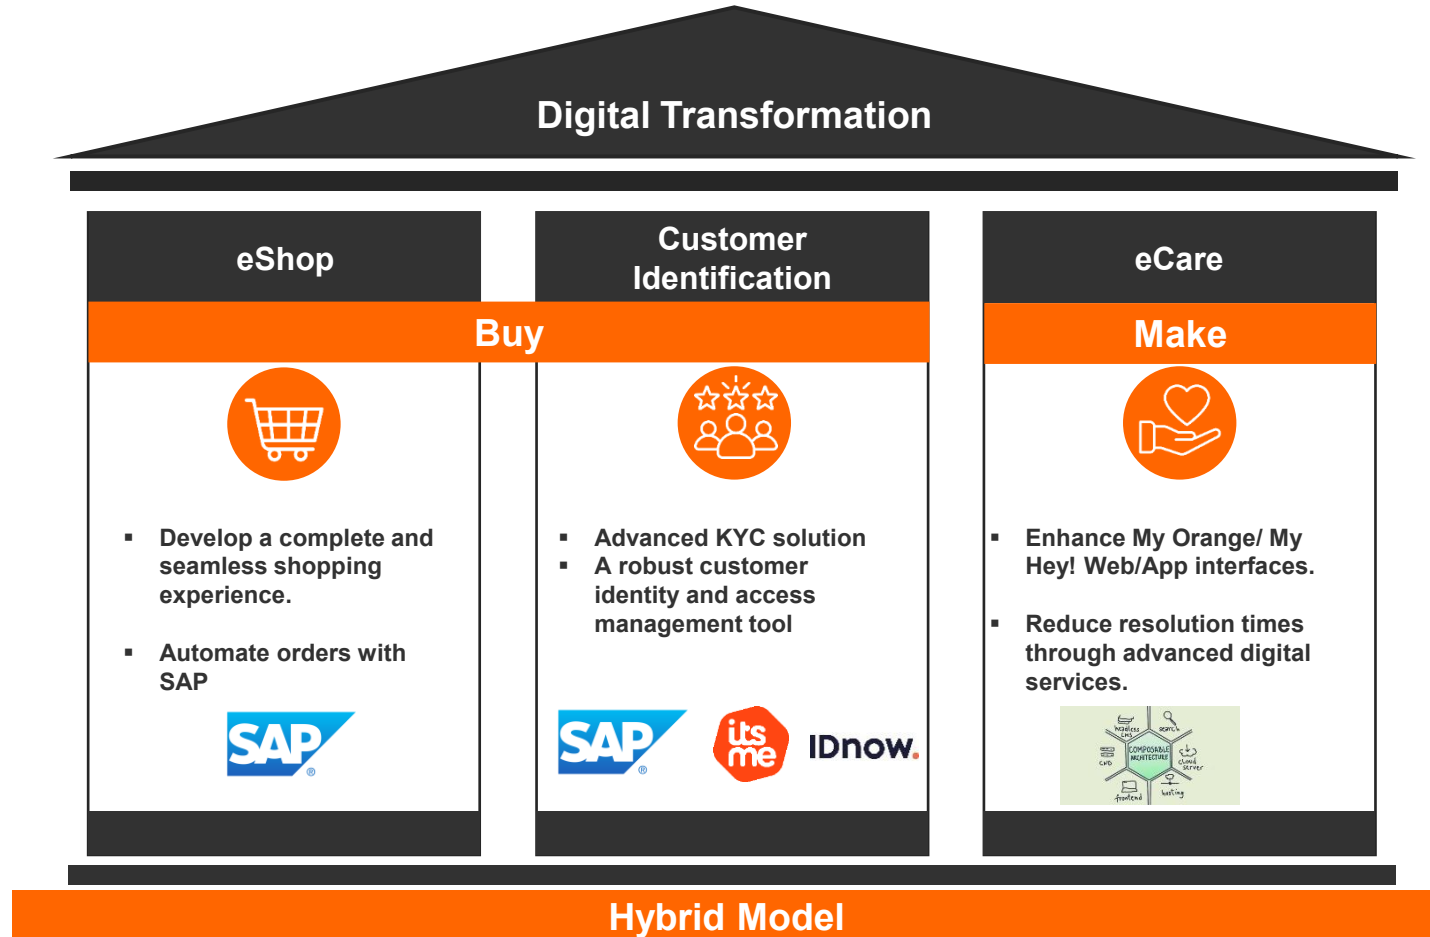 Digital Transformation
eShop
Customer
Identification
eCare
Buy
Make
▪ Develop a complete and
seamless shopping
experience.
▪ Automate orders with
SAP
SAP®
▪ Advanced KYC solution
▪ A robust customer
identity and access
management tool
SAP®
its
me
IDnow.
▪ Enhance My Orange/ My
Hey! Web/App interfaces.
▪ Reduce resolution times
through advanced digital
services.
headless
CMS
search
COMPOSABLE
ARCHITECTURE
cloud
server
hosting
frontend
Hybrid Model